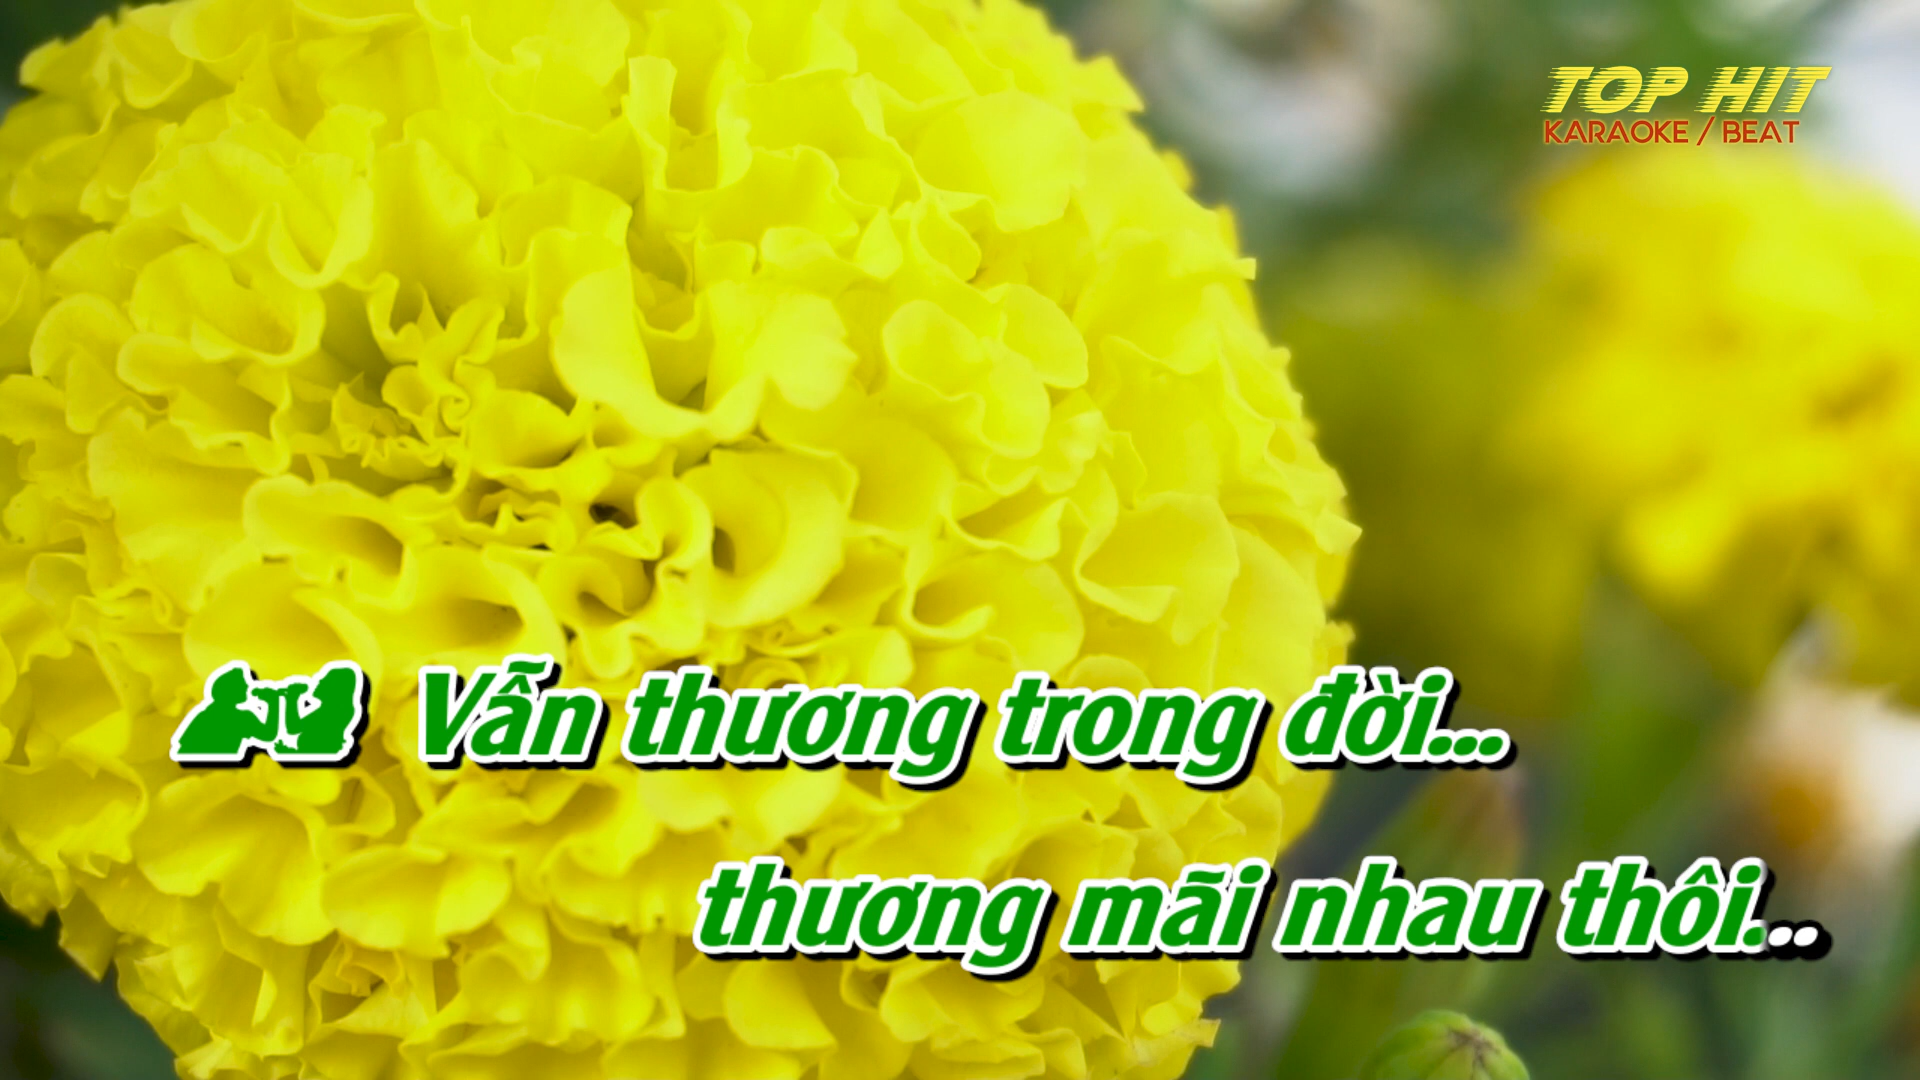 TOP HIT
KARAOKE / BEAT
Vẫn thương trong đời...
thương mãi nhau thôi...